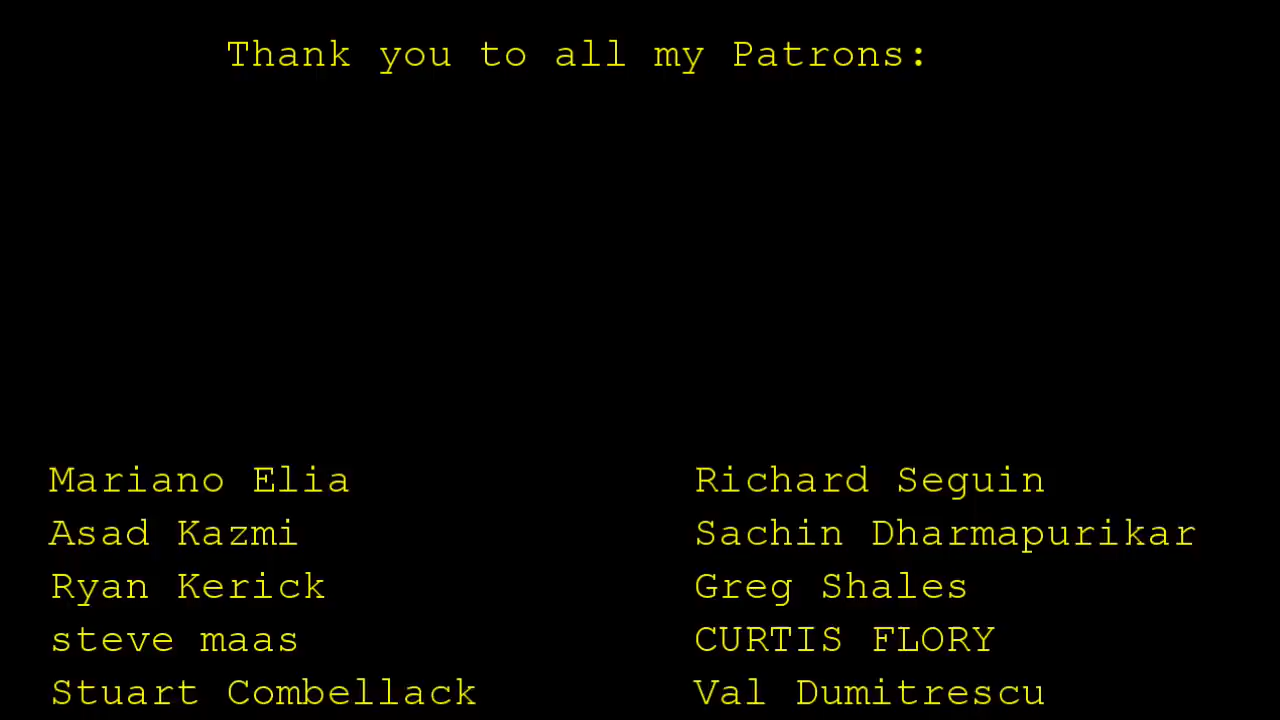 Thank you to all my Patrons:
Mariano Elia
Richard Seguin
Asad Kazmi
Sachin Dharmapurikar
Ryan Kerick
Greg Shales
steve maas
CURTIS FLORY
Stuart Combellack
Val Dumitrescu